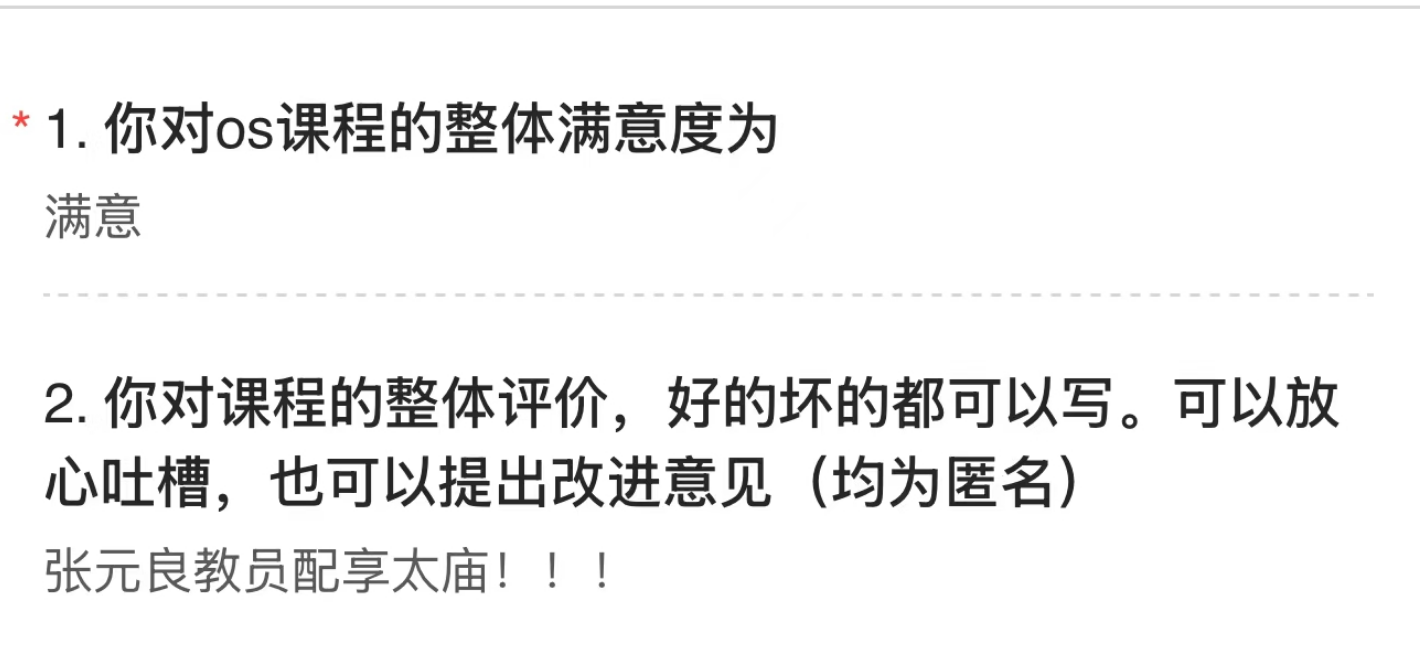 * 1. 你对os课程的整体满意度为
满意
2. 你对课程的整体评价，好的坏的都可以写。可以放
心吐槽，也可以提出改进意见（均为匿名）
张元良教员配享太庙！！！